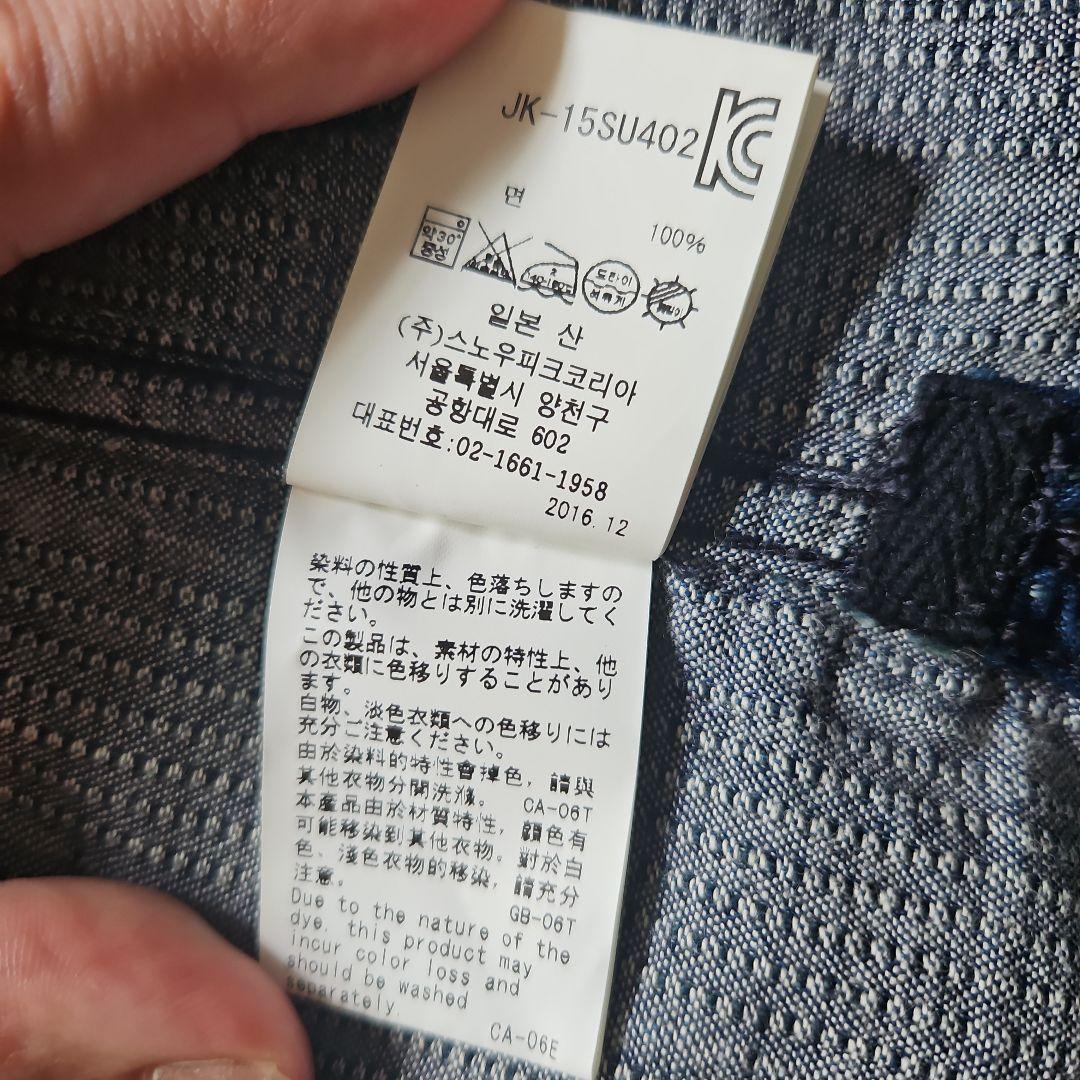 JK-15SU402
면 100%
약30° 중성
드라이
일본 산
(주)스노우피크코리아
서울특별시 양천구
공항대로 602
대표번호:02-1661-1958
2016.12
染料の性質上、色落ちしますの
で、他の物とは別に洗濯してく
ださい。
この製品は、素材の特性上、他
の衣類に色移りすることがあり
ます。
白物、淡色衣類への色移りには
充分ご注意ください。
由於染料的特性會掉色，請與
其他衣物分開洗滌。 CA-06T
本產品由於材質特性，顏色有
可能移染到其他衣物。對於白
色、淺色衣物的移染，請充分
注意。 GB-06T
Due to the nature of the
dye, this product may
incur color loss and
should be washed
separately.
CA-06E